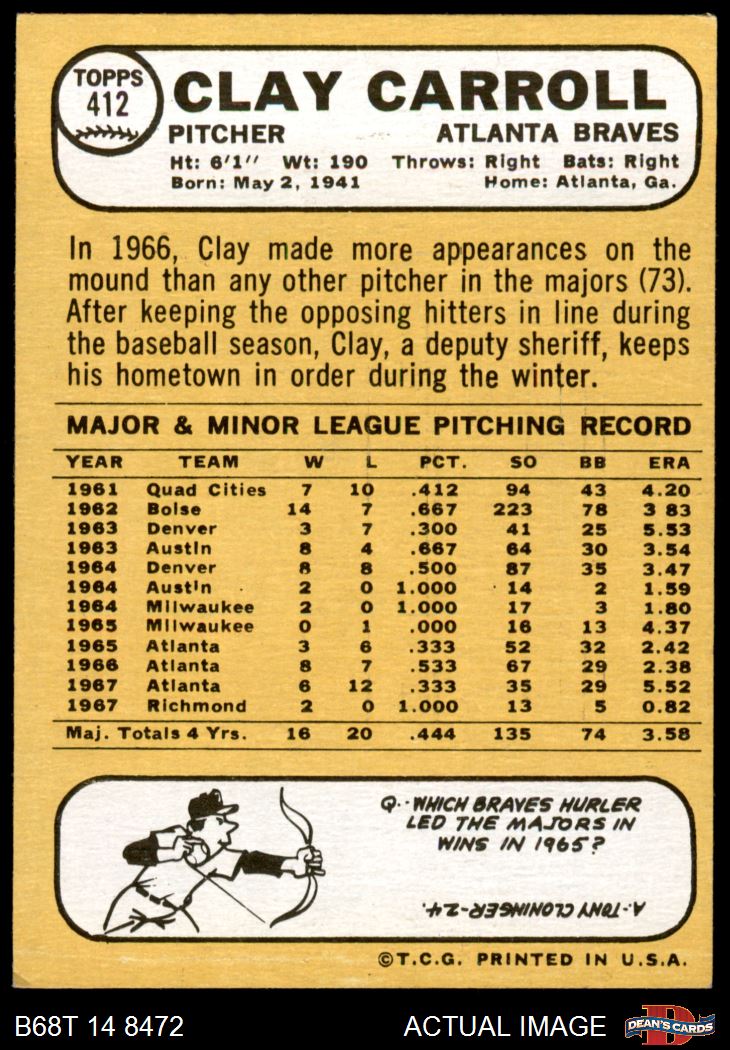 TOPPS
412
CLAY CARROLL
PITCHER ATLANTA BRAVES
Ht: 6'1" Wt: 190 Throws: Right Bats: Right
Born: May 2, 1941 Home: Atlanta, Ga.
In 1966, Clay made more appearances on the
mound than any other pitcher in the majors (73).
After keeping the opposing hitters in line during
the baseball season, Clay, a deputy sheriff, keeps
his hometown in order during the winter.
MAJOR & MINOR LEAGUE PITCHING RECORD
YEAR TEAM W L PCT. SO BB ERA
1961 Quad Cities 7 10 .412 94 43 4.20
1962 Boise 14 7 .667 223 78 3 83
1963 Denver 3 7 .300 41 25 5.53
1963 Austin 8 4 .667 64 30 3.54
1964 Denver 8 8 .500 87 35 3.47
1964 Austin 2 0 1.000 14 2 1.59
1964 Milwaukee 2 0 1.000 17 3 1.80
1965 Milwaukee 0 1 .000 16 13 4.37
1965 Atlanta 3 6 .333 52 32 2.42
1966 Atlanta 8 7 .533 67 29 2.38
1967 Atlanta 6 12 .333 35 29 5.52
1967 Richmond 2 0 1.000 13 5 0.82
Maj. Totals 4 Yrs. 16 20 .444 135 74 3.58
Q.-WHICH BRAVES HURLER
LED THE MAJORS IN
WINS IN 1965?
A-TONY CLONINGER-24.
©T.C.G. PRINTED IN U.S.A.
B68T 14 8472 ACTUAL IMAGE
D
DEAN'S CARDS